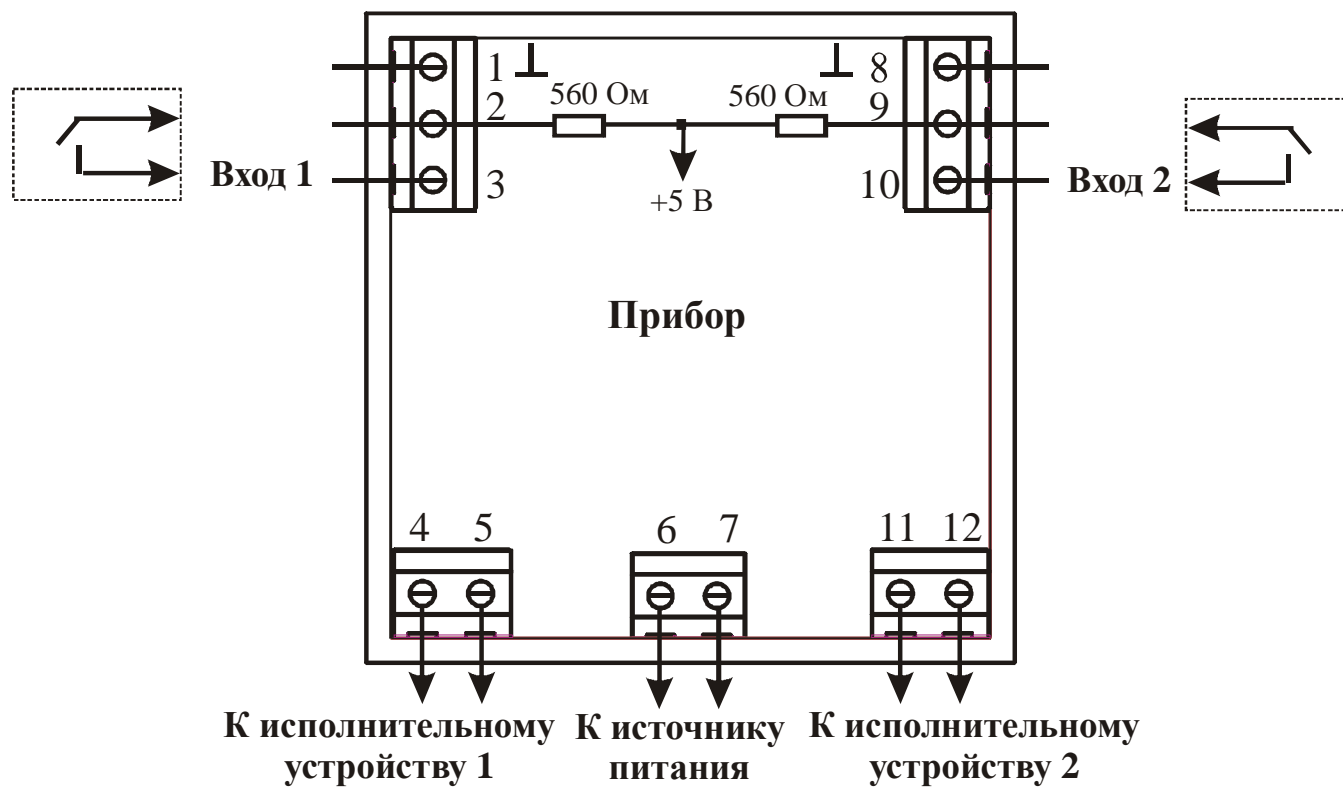 1
8
560 Ом
560 Ом
2
9
Вход 1
3
+5 В
10
Вход 2
Прибор
4
5
6
7
11
12
К исполнительному
устройству 1
К источнику
питания
К исполнительному
устройству 2